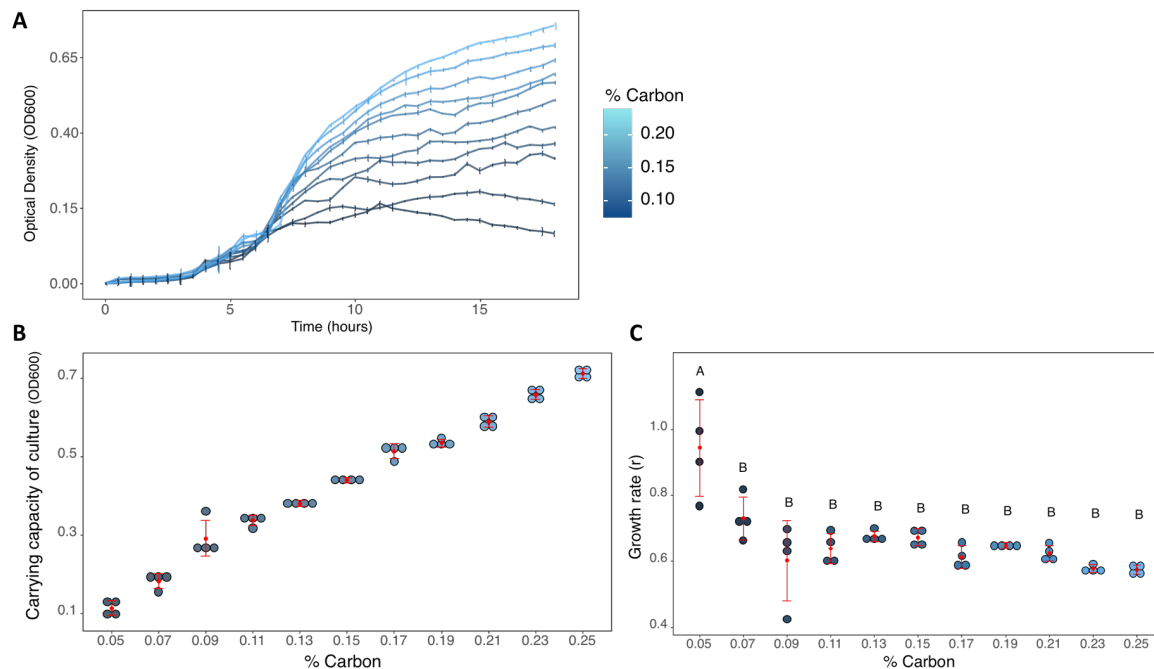 A
Optical Density (OD600)
0.65
0.40
0.15
0.00
0 5 10 15
Time (hours)
% Carbon
0.20
0.15
0.10
B
Carrying capacity of culture (OD600)
0.7
0.5
0.3
0.1
0.05 0.07 0.09 0.11 0.13 0.15 0.17 0.19 0.21 0.23 0.25
% Carbon
C
Growth rate (r)
1.0
0.8
0.6
0.4
A
B
B B B B B B B B B
0.05 0.07 0.09 0.11 0.13 0.15 0.17 0.19 0.21 0.23 0.25
% Carbon